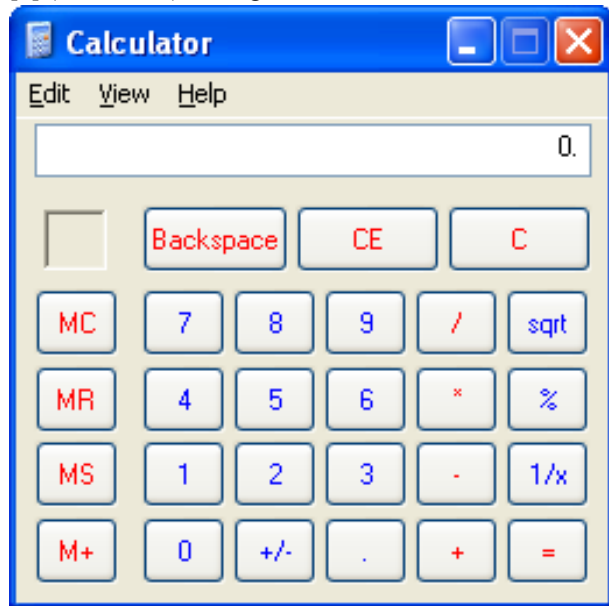 Calculator
Edit View Help
0.
Backspace CE C
MC 7 8 9 / sqrt
MR 4 5 6 * %
MS 1 2 3 - 1/x
M+ 0 +/- . + =